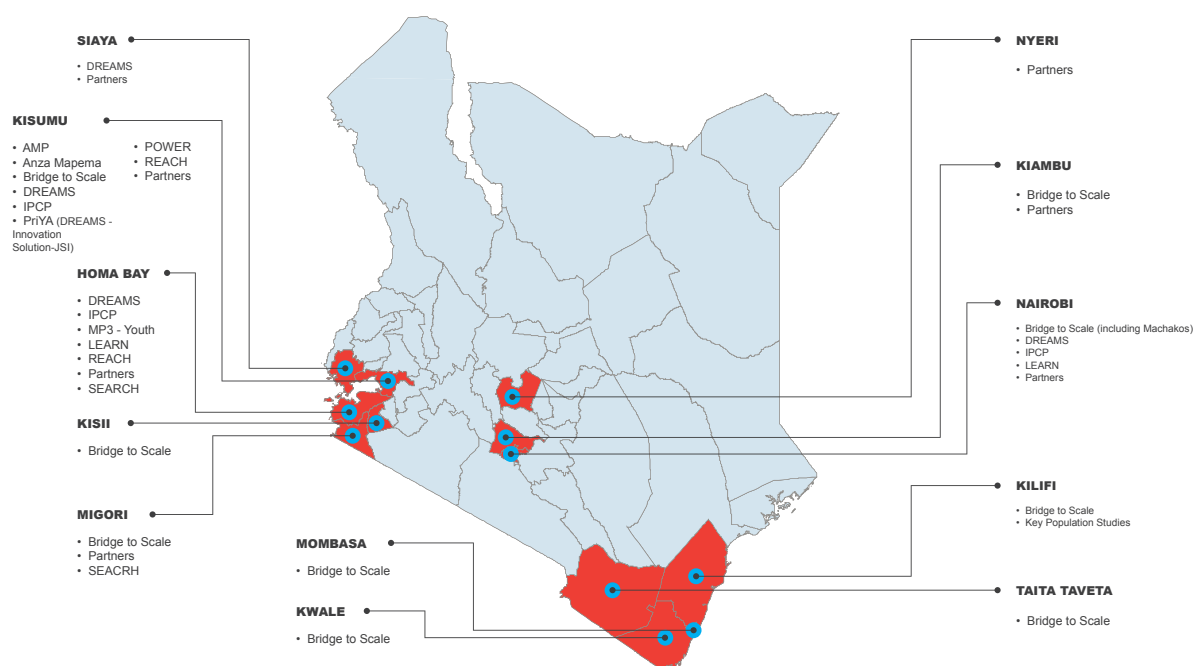 SIAYA
• DREAMS
• Partners
KISUMU
• AMP
• Anza Mapema
• Bridge to Scale
• DREAMS
• IPCP
• PriYA (DREAMS -
Innovation
Solution-JSI)
• POWER
• REACH
• Partners
HOMA BAY
• DREAMS
• IPCP
• MP3 - Youth
• LEARN
• REACH
• Partners
• SEARCH
KISII
• Bridge to Scale
MIGORI
• Bridge to Scale
• Partners
• SEACRH
MOMBASA
• Bridge to Scale
KWALE
• Bridge to Scale
NYERI
• Partners
KIAMBU
• Bridge to Scale
• Partners
NAIROBI
• Bridge to Scale (including Machakos)
• DREAMS
• IPCP
• LEARN
• Partners
KILIFI
• Bridge to Scale
• Key Population Studies
TAITA TAVETA
• Bridge to Scale